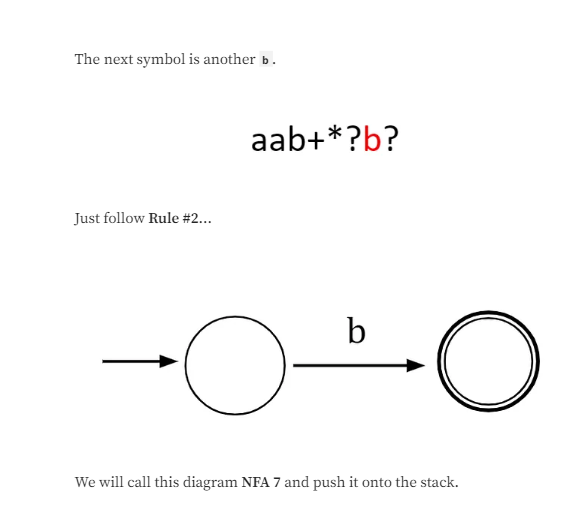 The next symbol is another b.
aab+*?b?
Just follow Rule #2...
b
We will call this diagram NFA 7 and push it onto the stack.